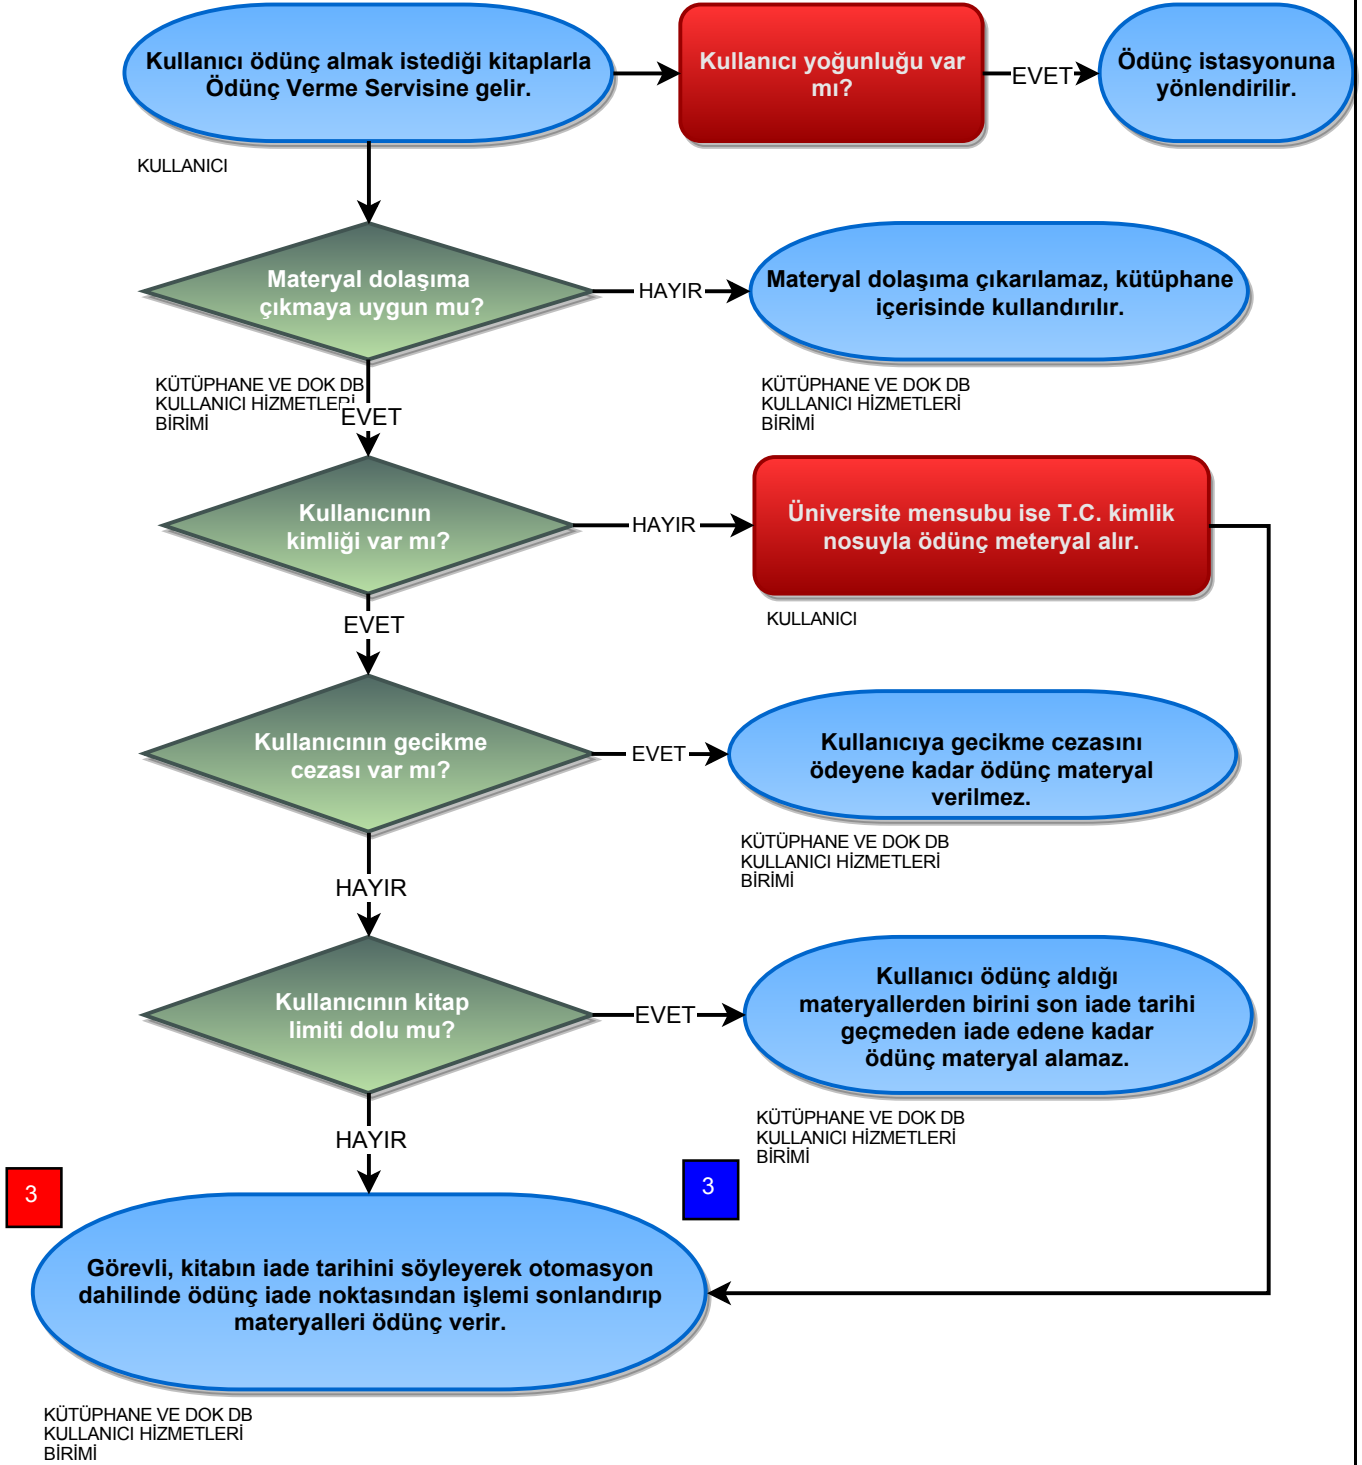 Kullanıcı ödünç almak istediği kitaplarla
Ödünç Verme Servisine gelir.
Kullanıcı yoğunluğu var
mı?
EVET
Ödünç istasyonuna
yönlendirilir.
KULLANICI
Materyal dolaşıma
çıkmaya uygun mu?
HAYIR
Materyal dolaşıma çıkarılamaz, kütüphane
içerisinde kullandırılır.
KÜTÜPHANE VE DOK DB
KULLANICI HİZMETLERİ
BİRİMİ
EVET
KÜTÜPHANE VE DOK DB
KULLANICI HİZMETLERİ
BİRİMİ
Kullanıcının
kimliği var mı?
HAYIR
Üniversite mensubu ise T.C. kimlik
nosuyla ödünç meteryal alır.
EVET
KULLANICI
Kullanıcının gecikme
cezası var mı?
EVET
Kullanıcıya gecikme cezasını
ödeyene kadar ödünç materyal
verilmez.
KÜTÜPHANE VE DOK DB
KULLANICI HİZMETLERİ
BİRİMİ
HAYIR
Kullanıcının kitap
limiti dolu mu?
EVET
Kullanıcı ödünç aldığı
materyallerden birini son iade tarihi
geçmeden iade edene kadar
ödünç materyal alamaz.
KÜTÜPHANE VE DOK DB
KULLANICI HİZMETLERİ
BİRİMİ
HAYIR
3
3
Görevli, kitabın iade tarihini söyleyerek otomasyon
dahilinde ödünç iade noktasından işlemi sonlandırıp
materyalleri ödünç verir.
KÜTÜPHANE VE DOK DB
KULLANICI HİZMETLERİ
BİRİMİ